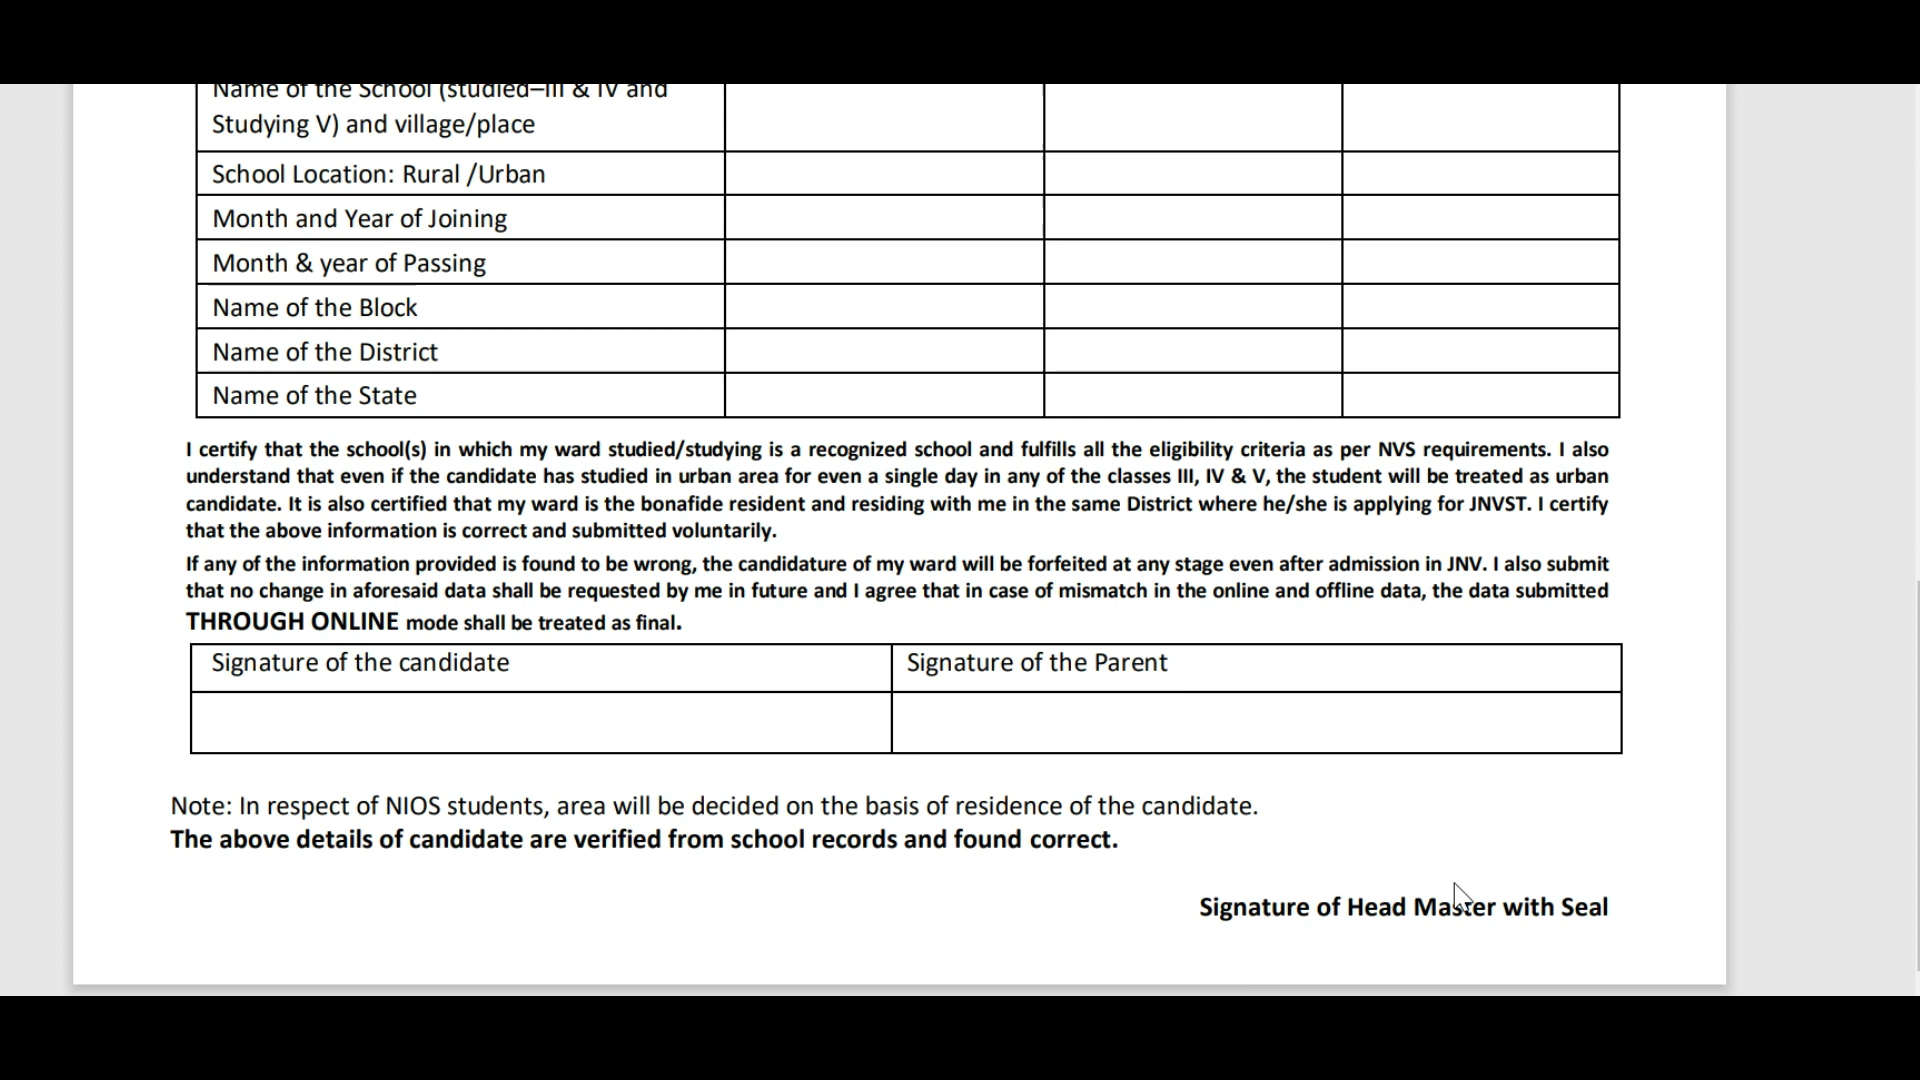 Name of the School (studied–III & IV and
Studying V) and village/place
School Location: Rural /Urban
Month and Year of Joining
Month & year of Passing
Name of the Block
Name of the District
Name of the State
I certify that the school(s) in which my ward studied/studying is a recognized school and fulfills all the eligibility criteria as per NVS requirements. I also
understand that even if the candidate has studied in urban area for even a single day in any of the classes III, IV & V, the student will be treated as urban
candidate. It is also certified that my ward is the bonafide resident and residing with me in the same District where he/she is applying for JNVST. I certify
that the above information is correct and submitted voluntarily.
If any of the information provided is found to be wrong, the candidature of my ward will be forfeited at any stage even after admission in JNV. I also submit
that no change in aforesaid data shall be requested by me in future and I agree that in case of mismatch in the online and offline data, the data submitted
THROUGH ONLINE mode shall be treated as final.
Signature of the candidate
Signature of the Parent
Note: In respect of NIOS students, area will be decided on the basis of residence of the candidate.
The above details of candidate are verified from school records and found correct.
Signature of Head Master with Seal